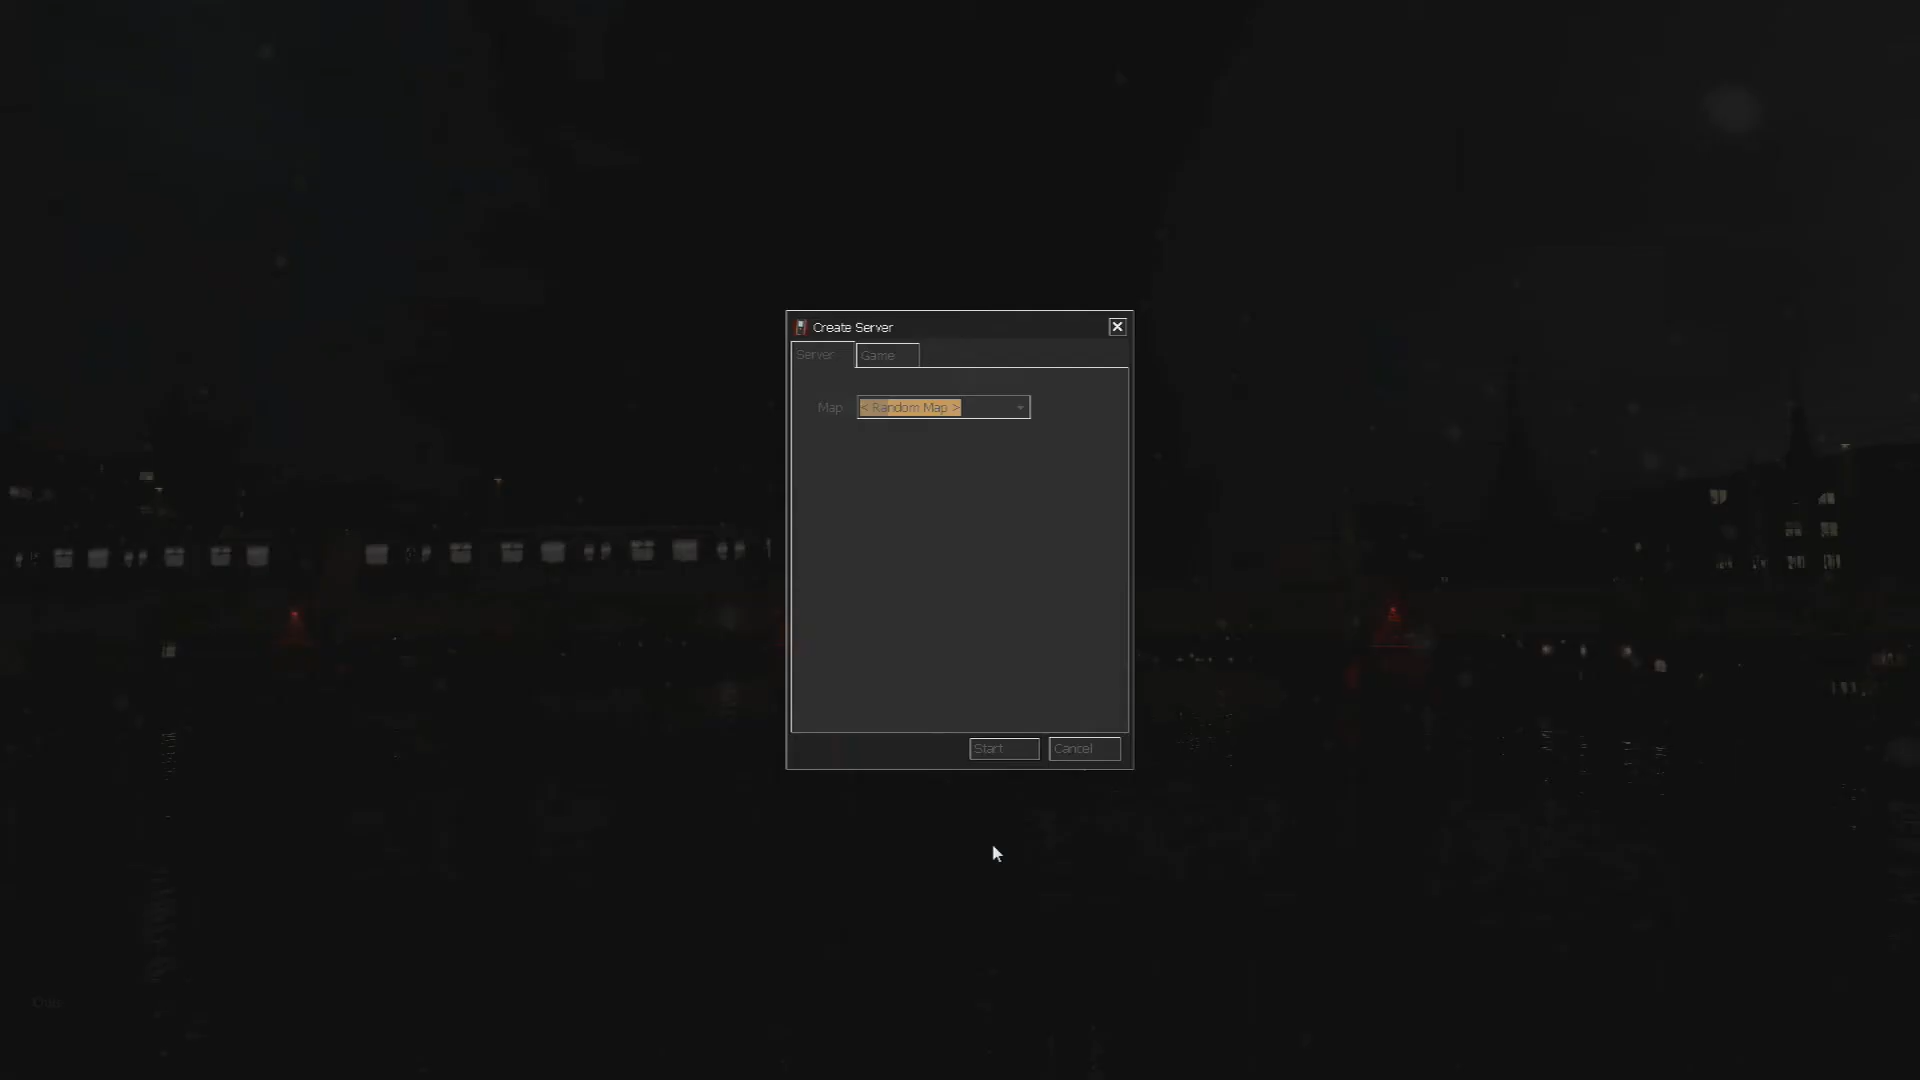 Create Server
Server
Game
Map
< Random Map >
Start
Cancel